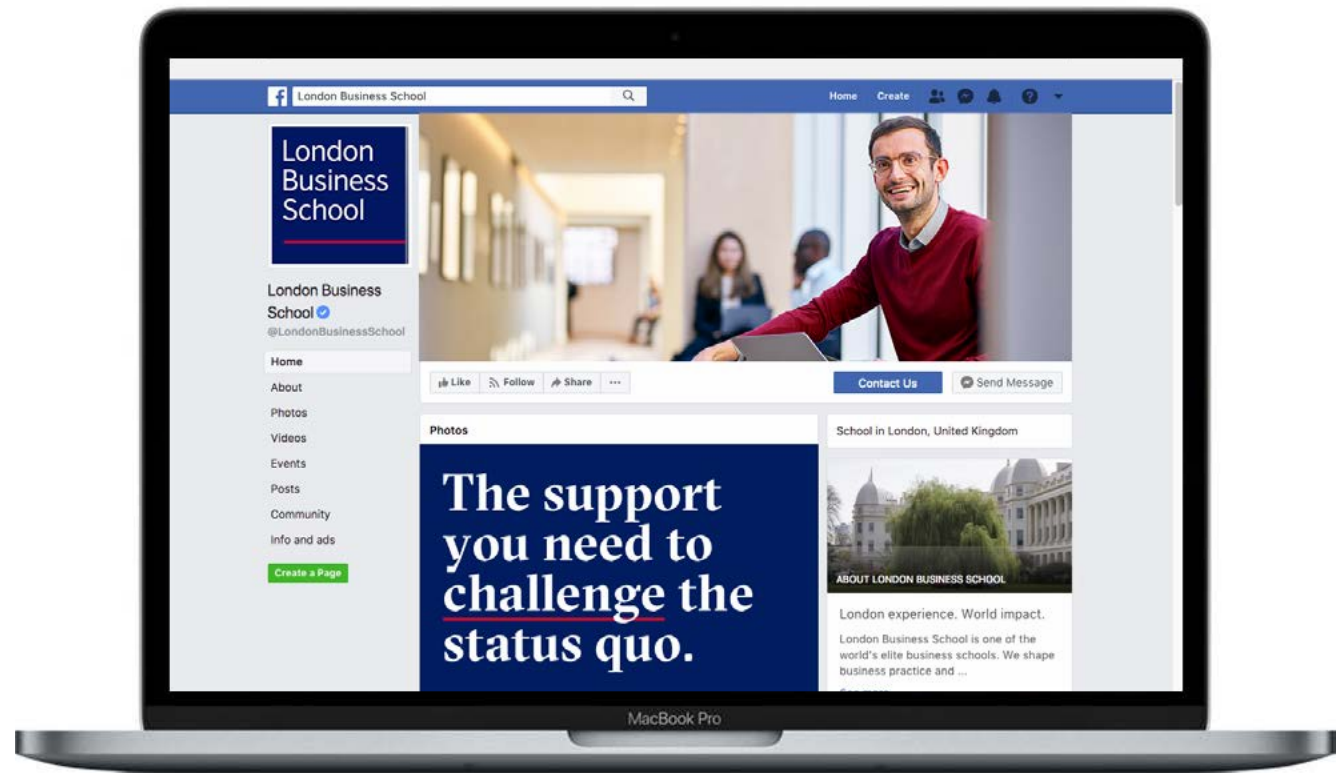 London Business School
Home
Create
London
Business
School
London Business
School
@LondonBusinessSchool
Home
About
Photos
Videos
Events
Posts
Community
Info and ads
Create a Page
Like
Follow
Share
Contact Us
Send Message
Photos
The support
you need to
challenge the
status quo.
School in London, United Kingdom
ABOUT LONDON BUSINESS SCHOOL
London experience. World impact.
London Business School is one of the
world's elite business schools. We shape
business practice and ...
MacBook Pro